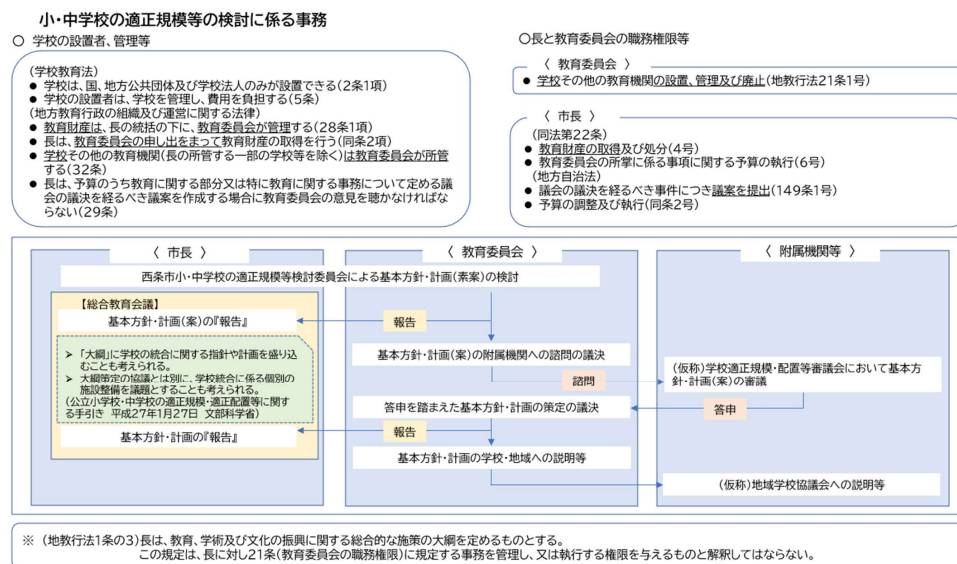 小・中学校の適正規模等の検討に係る事務
○ 学校の設置者、管理等
(学校教育法)
● 学校は、国、地方公共団体及び学校法人のみが設置できる(2条1項)
● 学校の設置者は、学校を管理し、費用を負担する(5条)
(地方教育行政の組織及び運営に関する法律)
● 教育財産は、長の統括の下に、教育委員会が管理する(28条1項)
● 長は、教育委員会の申し出をまって教育財産の取得を行う(同条2項)
● 学校その他の教育機関(長の所管する一部の学校等を除く)は教育委員会が所管
する(32条)
● 長は、予算のうち教育に関する部分又は特に教育に関する事務について定める議
会の議決を経るべき議案を作成する場合に教育委員会の意見を聴かなければな
らない(29条)
○長と教育委員会の職務権限等
〈 教育委員会 〉
● 学校その他の教育機関の設置、管理及び廃止(地教行法21条1号)
〈 市長 〉
(同法第22条)
● 教育財産の取得及び処分(4号)
● 教育委員会の所掌に係る事項に関する予算の執行(6号)
(地方自治法)
● 議会の議決を経るべき事件につき議案を提出(149条1号)
● 予算の調整及び執行(同条2号)
〈 市長 〉
〈 教育委員会 〉
〈 附属機関等 〉
西条市小・中学校の適正規模等検討委員会による基本方針・計画(素案)の検討
【総合教育会議】
基本方針・計画(案)の『報告』
報告
➢ 「大綱」に学校の統合に関する指針や計画を盛り込
むことも考えられる。
➢ 大綱策定の協議とは別に、学校統合に係る個別の
施設整備を議題とすることも考えられる。
(公立小学校・中学校の適正規模・適正配置等に関す
る手引き 平成27年1月27日 文部科学省)
基本方針・計画(案)の附属機関への諮問の議決
諮問
(仮称)学校適正規模・配置等審議会において基本方
針・計画(案)の審議
答申を踏まえた基本方針・計画の策定の議決
答申
基本方針・計画の『報告』
報告
基本方針・計画の学校・地域への説明等
(仮称)地域学校協議会への説明等
※ (地教行法1条の3)長は、教育、学術及び文化の振興に関する総合的な施策の大綱を定めるものとする。
この規定は、長に対し21条(教育委員会の職務権限)に規定する事務を管理し、又は執行する権限を与えるものと解釈してはならない。